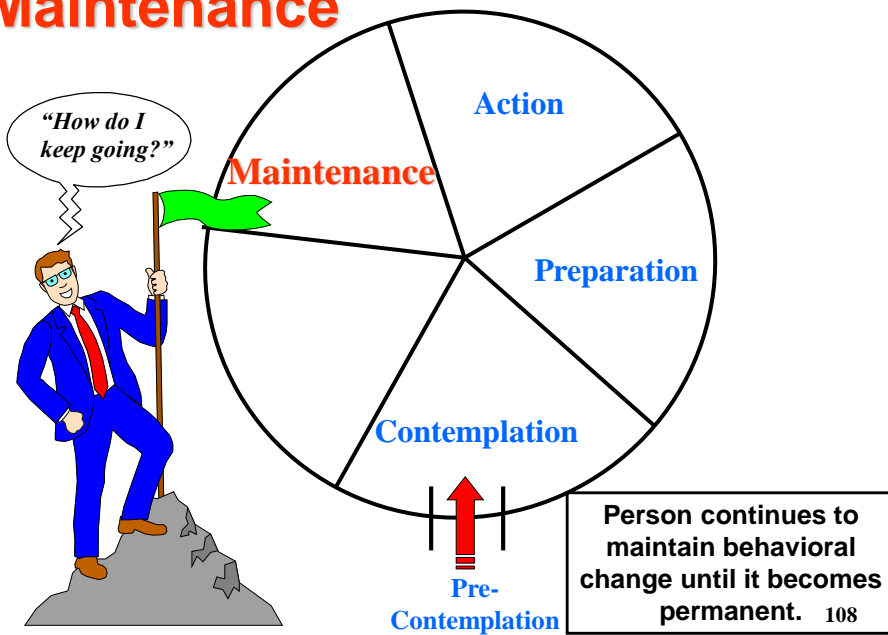 Maintenance
“How do I
keep going?”
Action
Maintenance
Preparation
Contemplation
Pre-
Contemplation
Person continues to
maintain behavioral
change until it becomes
permanent. 108